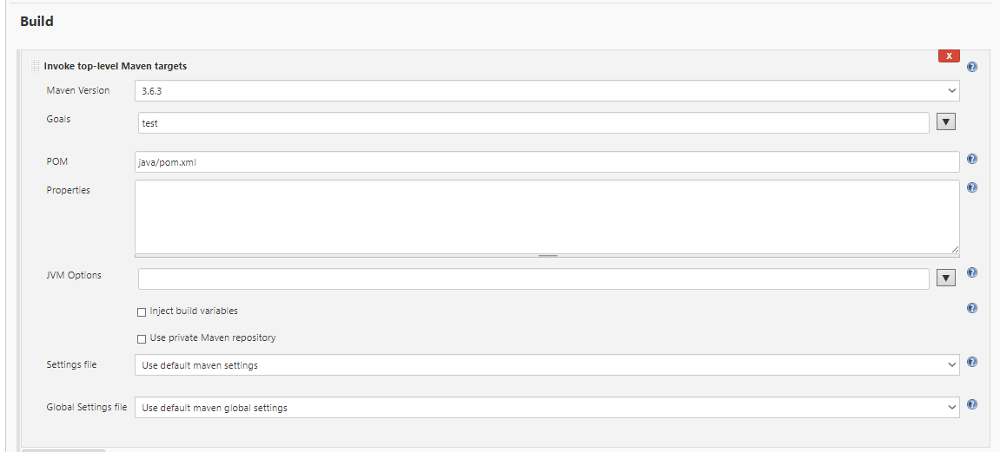 Build
Invoke top-level Maven targets
X
Maven Version
3.6.3
Goals
test
POM
java/pom.xml
Properties
JVM Options
Inject build variables
Use private Maven repository
Settings file
Use default maven settings
Global Settings file
Use default maven global settings